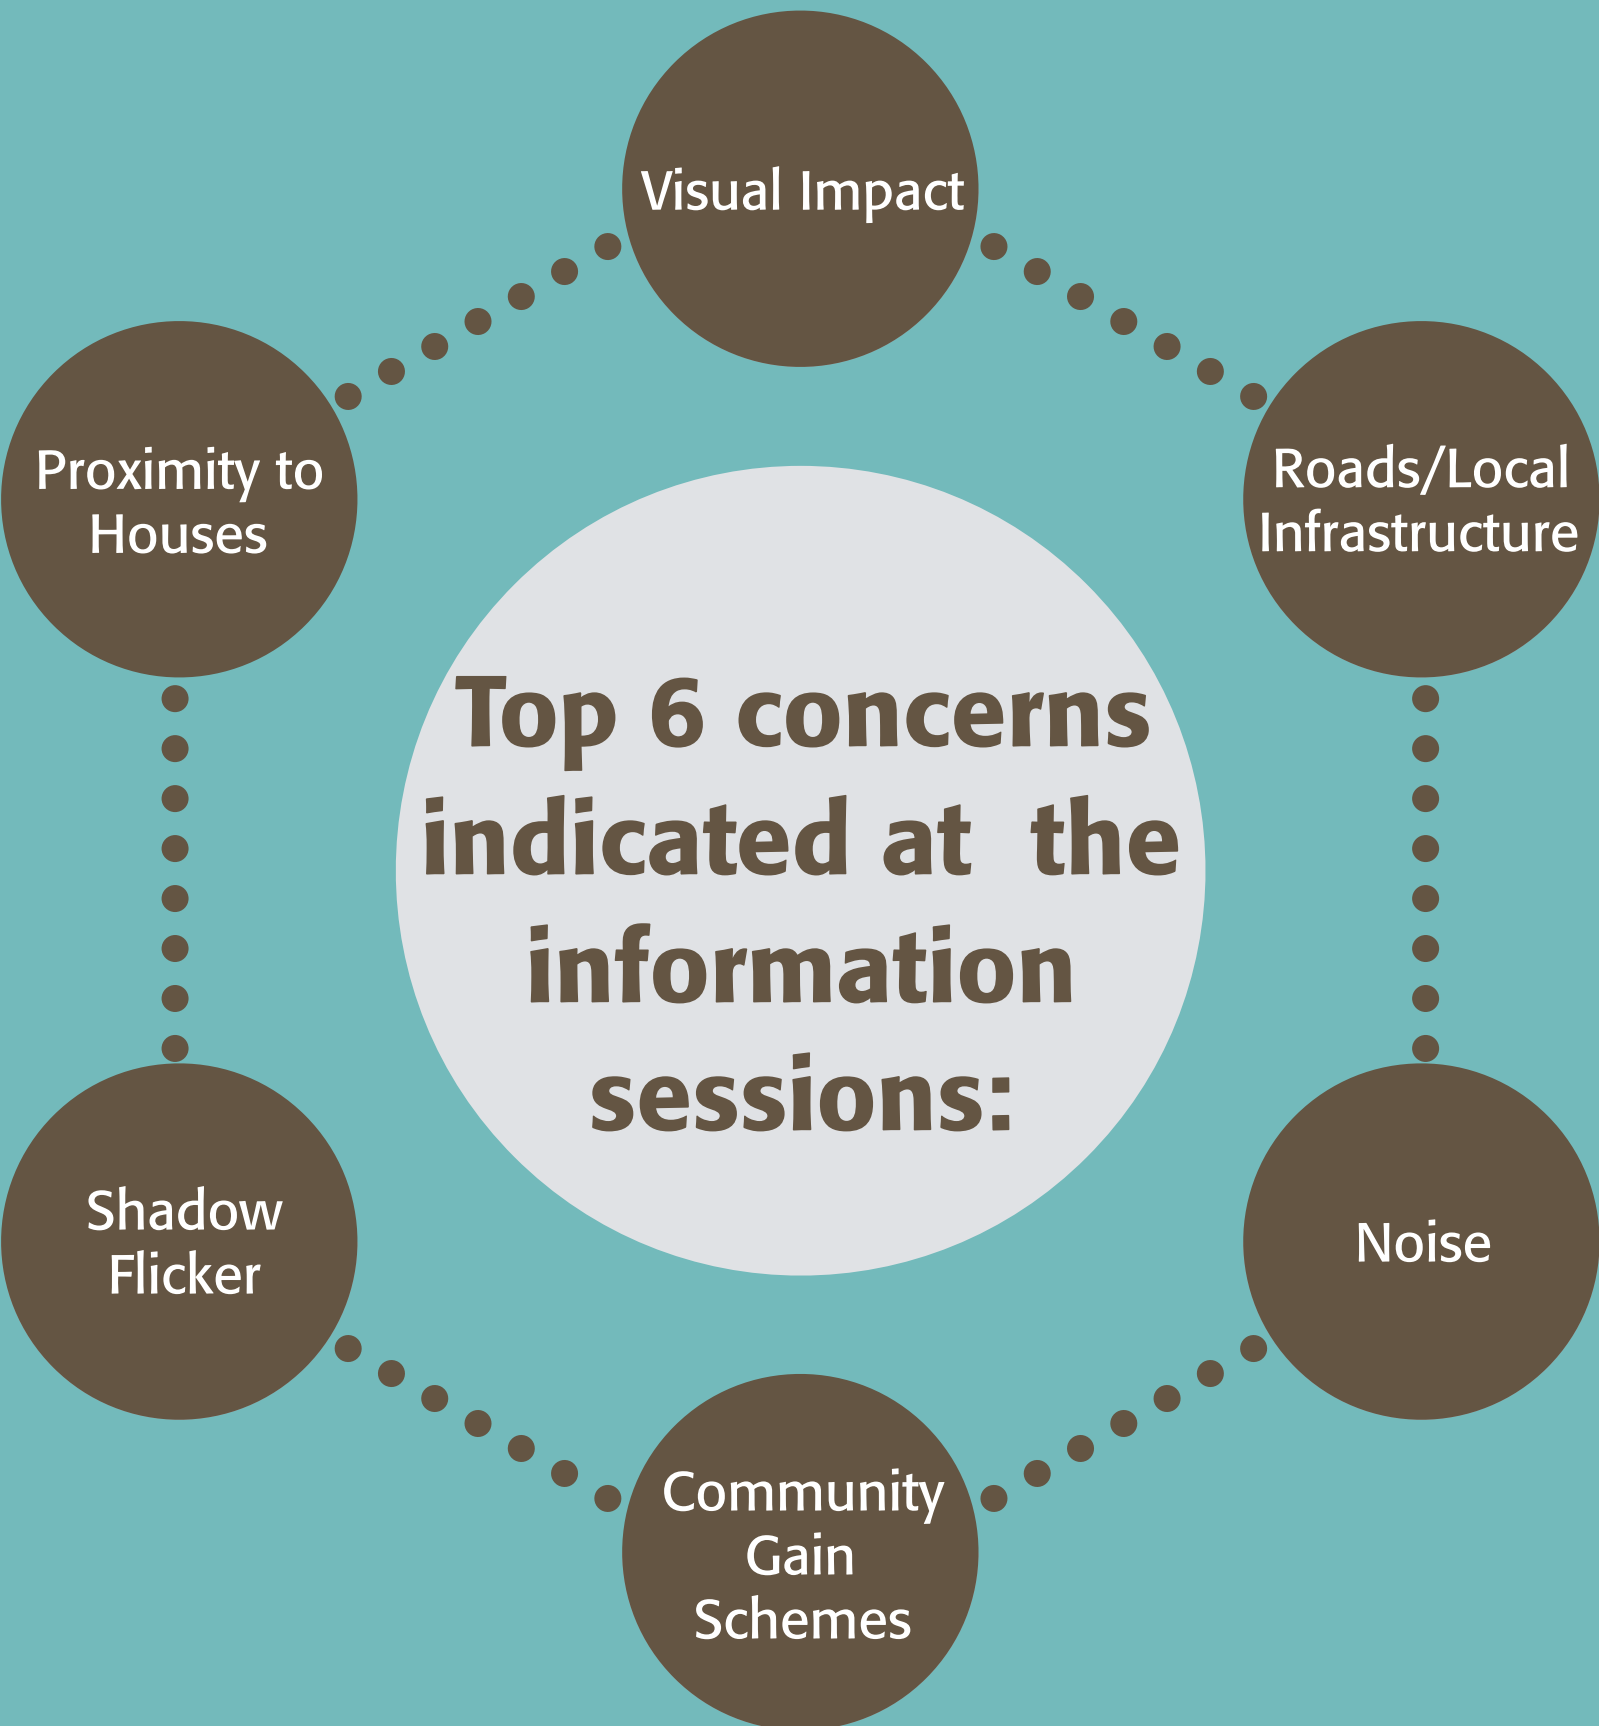 Visual Impact
Proximity to
Houses
Roads/Local
Infrastructure
Top 6 concerns
indicated at  the
information
sessions:
Shadow
Flicker
Noise
Community
Gain
Schemes